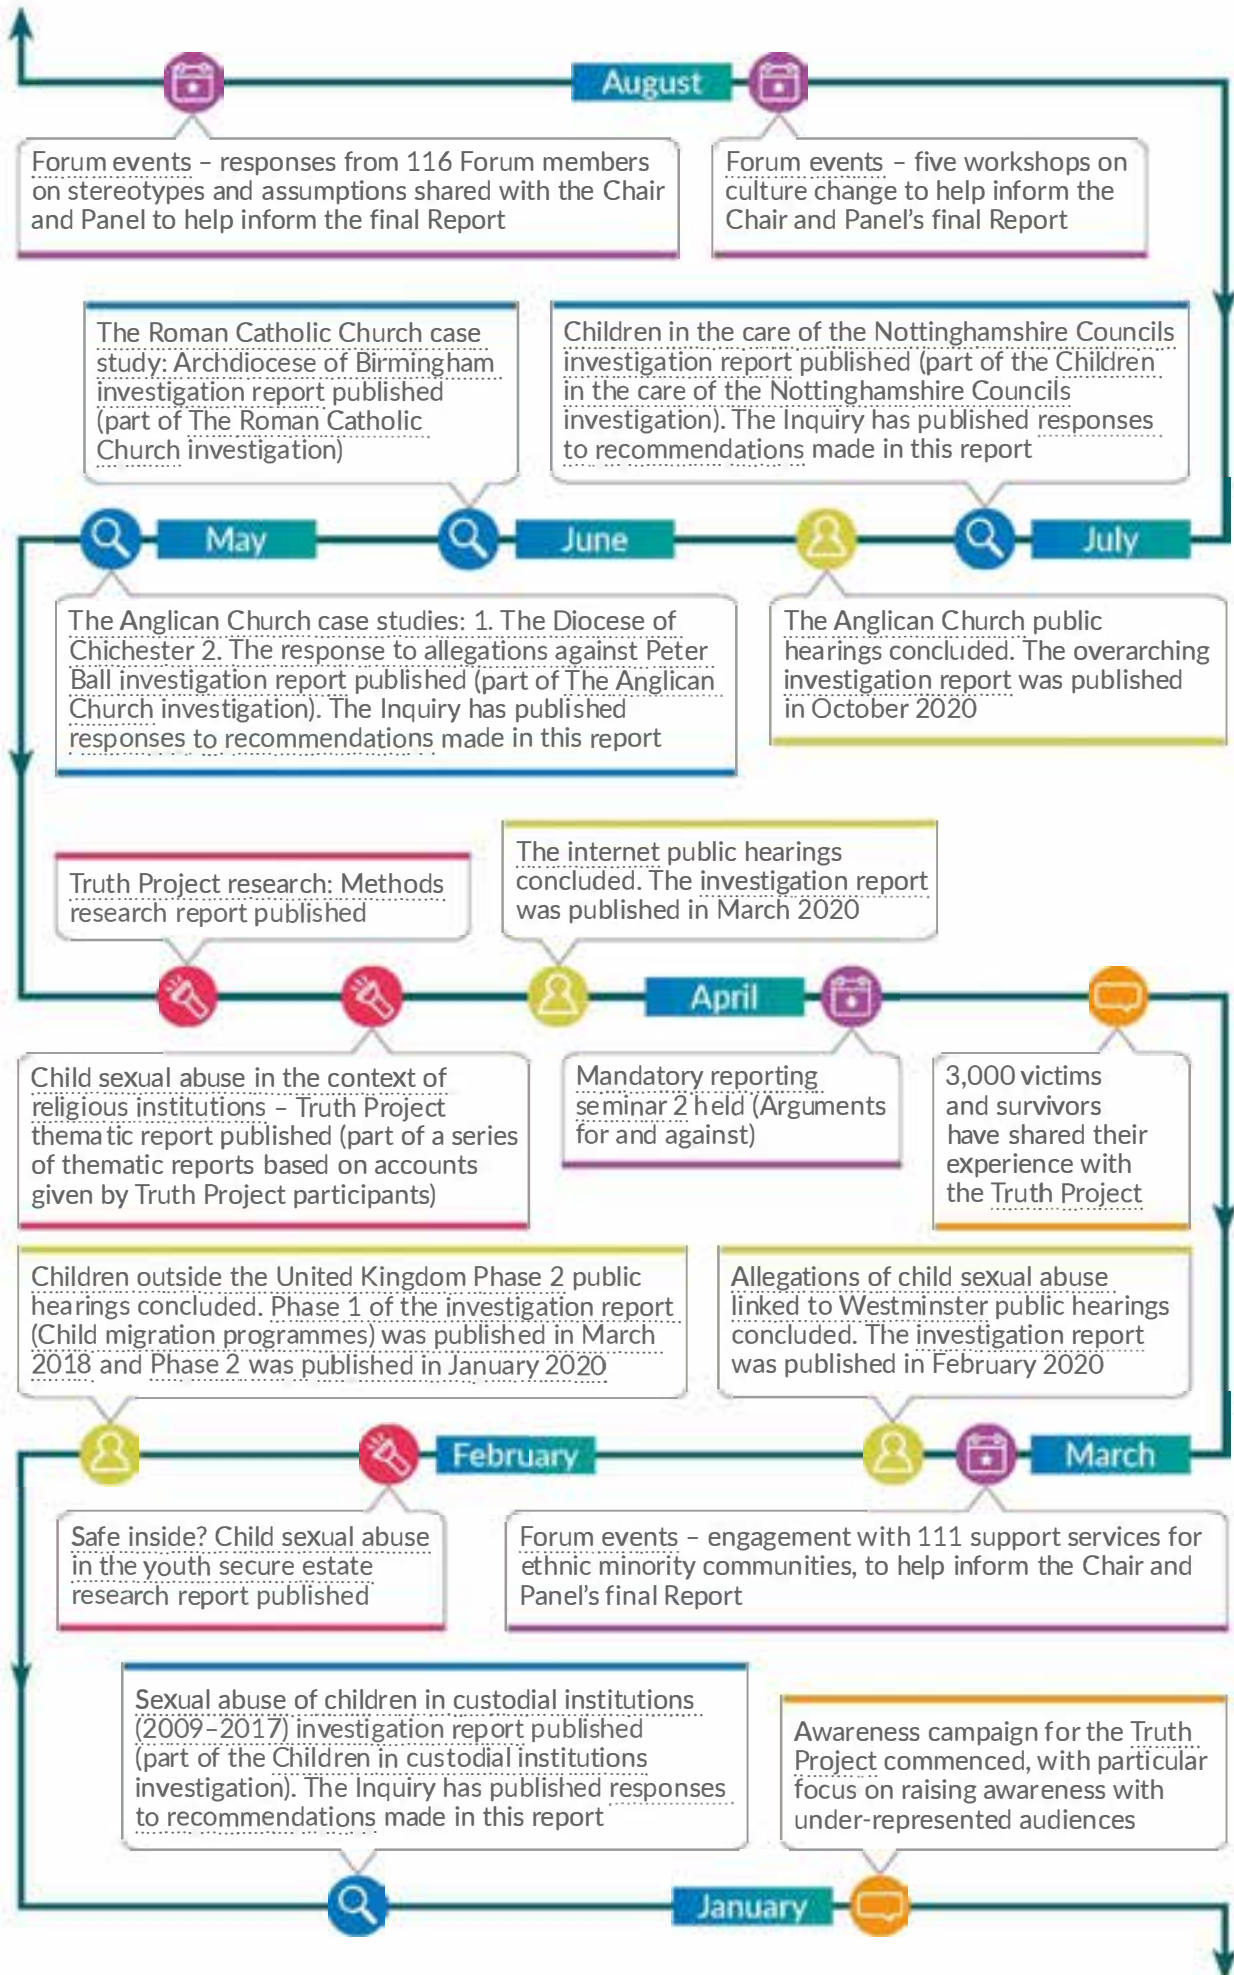 August
Forum events – responses from 116 Forum members
on stereotypes and assumptions shared with the Chair
and Panel to help inform the final Report
Forum events – five workshops on
culture change to help inform the
Chair and Panel’s final Report
The Roman Catholic Church case
study: Archdiocese of Birmingham
investigation report published
(part of The Roman Catholic
Church investigation)
Children in the care of the Nottinghamshire Councils
investigation report published (part of the Children
in the care of the Nottinghamshire Councils
investigation). The Inquiry has published responses
to recommendations made in this report
May
June
July
The Anglican Church case studies: 1. The Diocese of
Chichester 2. The response to allegations against Peter
Ball investigation report published (part of The Anglican
Church investigation). The Inquiry has published
responses to recommendations made in this report
The Anglican Church public
hearings concluded. The overarching
investigation report was published
in October 2020
Truth Project research: Methods
research report published
The internet public hearings
concluded. The investigation report
was published in March 2020
April
Child sexual abuse in the context of
religious institutions – Truth Project
thematic report published (part of a series
of thematic reports based on accounts
given by Truth Project participants)
Mandatory reporting
seminar 2 held (Arguments
for and against)
3,000 victims
and survivors
have shared their
experience with
the Truth Project
Children outside the United Kingdom Phase 2 public
hearings concluded. Phase 1 of the investigation report
(Child migration programmes) was published in March
2018 and Phase 2 was published in January 2020
Allegations of child sexual abuse
linked to Westminster public hearings
concluded. The investigation report
was published in February 2020
February
March
Safe inside? Child sexual abuse
in the youth secure estate
research report published
Forum events – engagement with 111 support services for
ethnic minority communities, to help inform the Chair and
Panel’s final Report
Sexual abuse of children in custodial institutions
(2009–2017) investigation report published
(part of the Children in custodial institutions
investigation). The Inquiry has published responses
to recommendations made in this report
Awareness campaign for the Truth
Project commenced, with particular
focus on raising awareness with
under-represented audiences
January